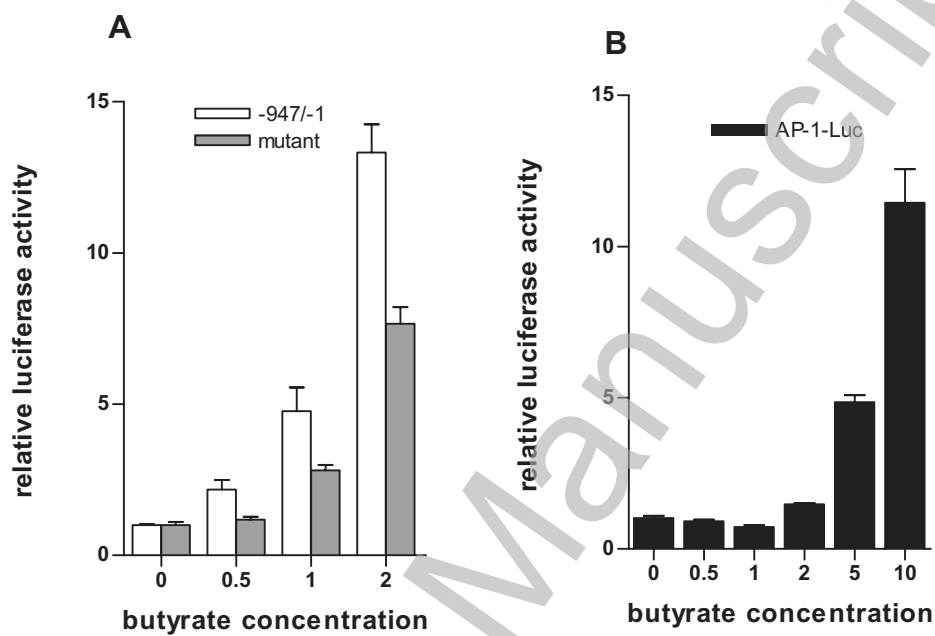 A
15
10
5
0
-947/-1
mutant
relative luciferase activity
0 0.5 1 2
butyrate concentration
B
15
10
5
0
AP-1-Luc
relative luciferase activity
0 0.5 1 2 5 10
butyrate concentration
Manuscri